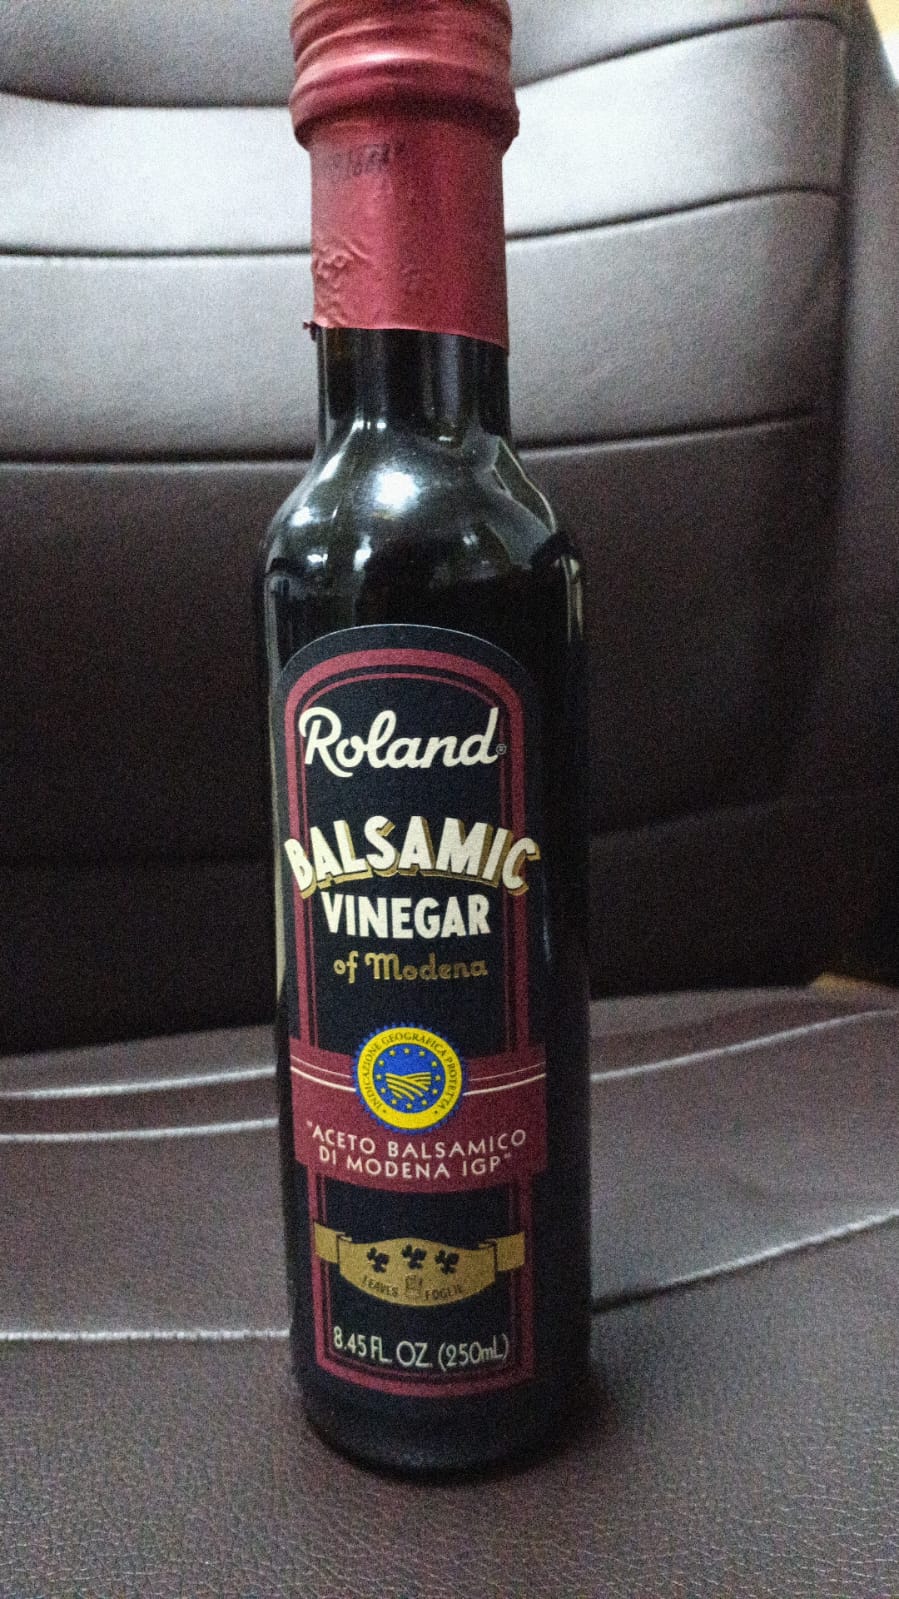 Roland®
BALSAMIC
VINEGAR
of Modena
INDICAZIONE GEOGRAFICA PROTETTA
"ACETO BALSAMICO
DI MODENA IGP"
LEAVES FOGLIE
8.45 FL. OZ. (250mL)